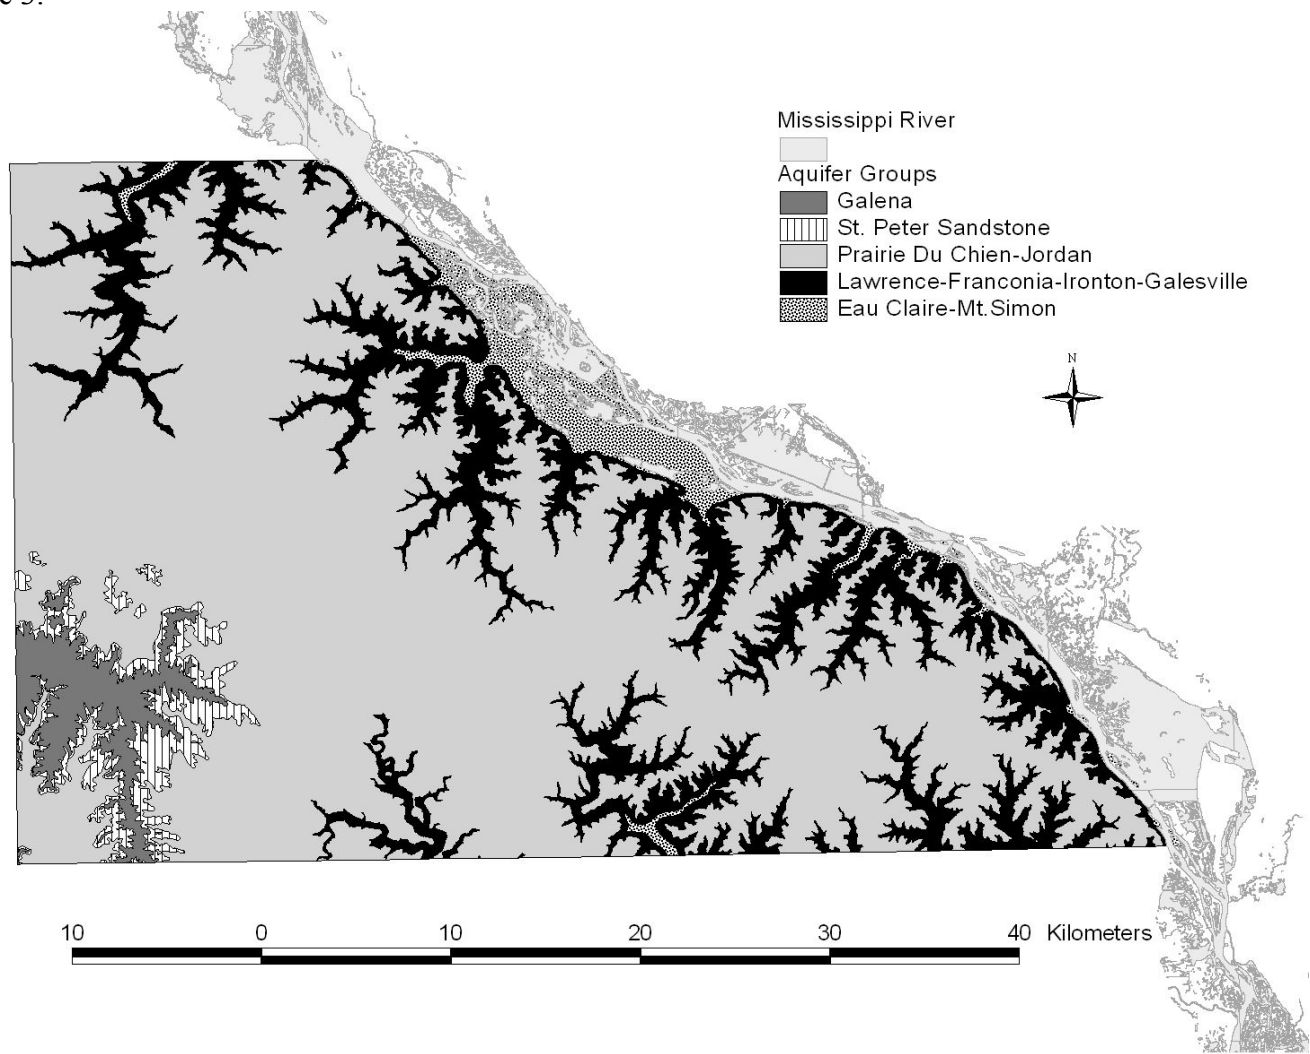 Mississippi River
Aquifer Groups
Galena
St. Peter Sandstone
Prairie Du Chien-Jordan
Lawrence-Franconia-Ironton-Galesville
Eau Claire-Mt.Simon
N
10 0 10 20 30 40 Kilometers